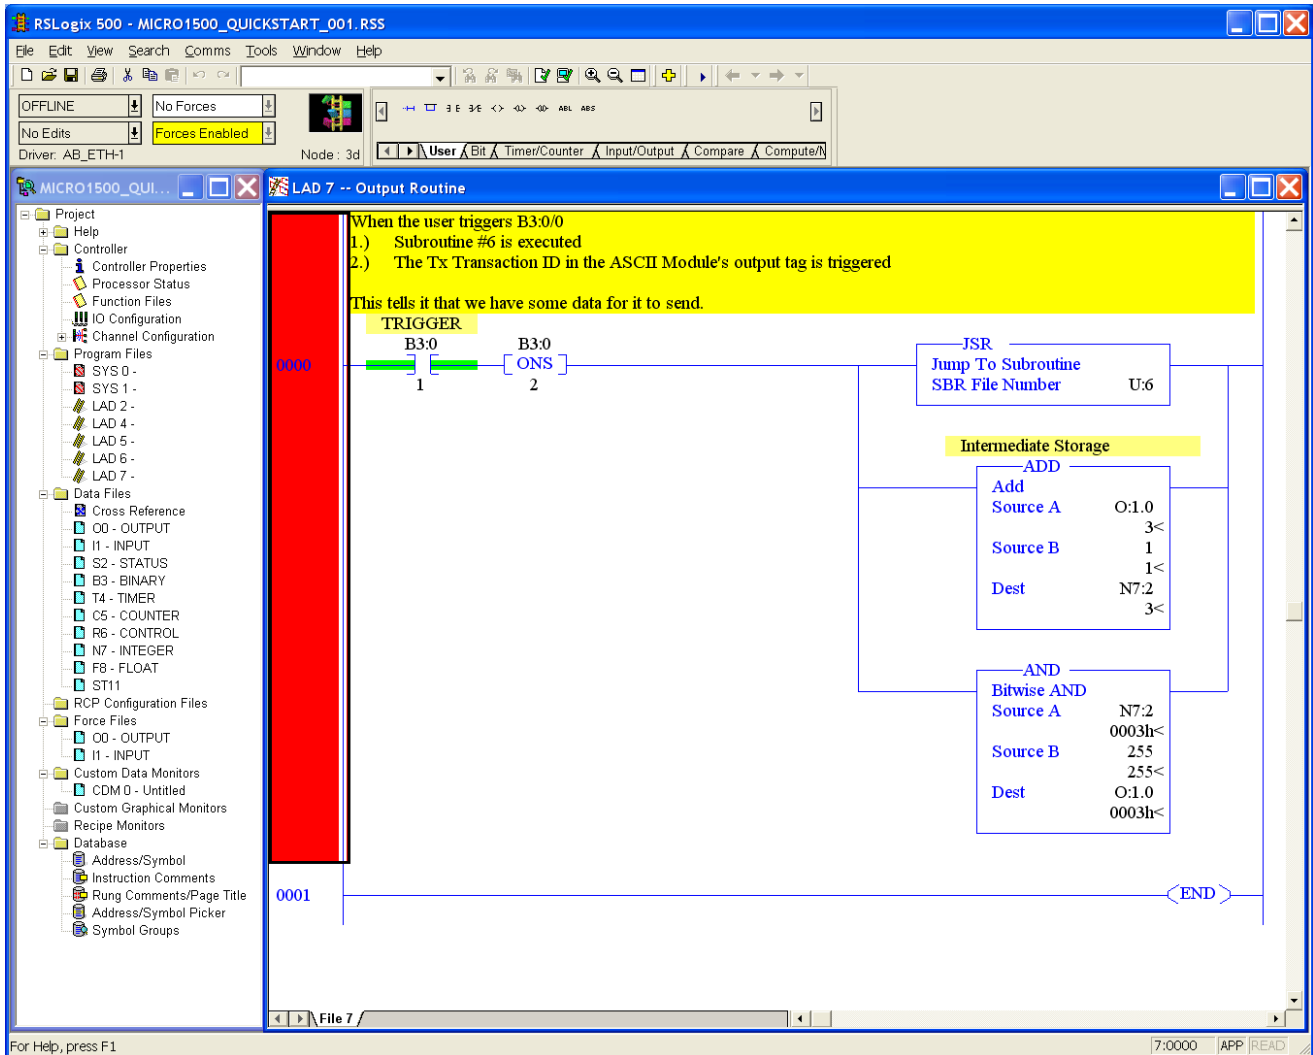 RSLogix 500 - MICRO1500_QUICKSTART_001.RSS
File Edit View Search Comms Tools Window Help
OFFLINE
No Forces
No Edits
Forces Enabled
Driver: AB_ETH-1
Node : 3d
ABL ABS
User Bit Timer/Counter Input/Output Compare Compute/M
MICRO1500_QUI...
Project
Help
Controller
Controller Properties
Processor Status
Function Files
IO Configuration
Channel Configuration
Program Files
SYS 0 -
SYS 1 -
LAD 2 -
LAD 4 -
LAD 5 -
LAD 6 -
LAD 7 -
Data Files
Cross Reference
O0 - OUTPUT
I1 - INPUT
S2 - STATUS
B3 - BINARY
T4 - TIMER
C5 - COUNTER
R6 - CONTROL
N7 - INTEGER
F8 - FLOAT
ST11
RCP Configuration Files
Force Files
O0 - OUTPUT
I1 - INPUT
Custom Data Monitors
CDM 0 - Untitled
Custom Graphical Monitors
Recipe Monitors
Database
Address/Symbol
Instruction Comments
Rung Comments/Page Title
Address/Symbol Picker
Symbol Groups
LAD 7 -- Output Routine
When the user triggers B3:0/0
1.) Subroutine #6 is executed
2.) The Tx Transaction ID in the ASCII Module's output tag is triggered
This tells it that we have some data for it to send.
TRIGGER
B3:0 B3:0
0000
ONS
1 2
JSR
Jump To Subroutine
SBR File Number U:6
Intermediate Storage
ADD
Add
Source A O:1.0
3<
Source B 1
1<
Dest N7:2
3<
AND
Bitwise AND
Source A N7:2
0003h<
Source B 255
255<
Dest O:1.0
0003h<
0001
END
File 7
For Help, press F1
7:0000 APP READ